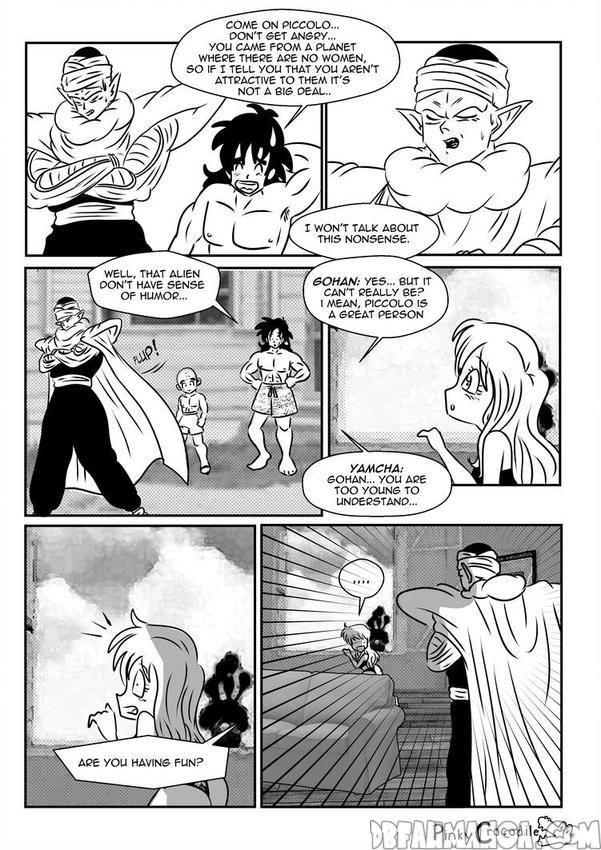 COME ON PICCOLO...
DON'T GET ANGRY...
YOU CAME FROM A PLANET
WHERE THERE ARE NO WOMEN,
SO IF I TELL YOU THAT YOU AREN'T
ATTRACTIVE TO THEM IT'S
NOT A BIG DEAL..
I WON'T TALK ABOUT
THIS NONSENSE.
WELL, THAT ALIEN
DON'T HAVE SENSE
OF HUMOR...
FLUP!
GOHAN: YES... BUT IT
CAN'T REALLY BE?
I MEAN, PICCOLO IS
A GREAT PERSON
YAMCHA:
GOHAN... YOU ARE
TOO YOUNG TO
UNDERSTAND...
....
ARE YOU HAVING FUN?
Pinky Crocodile
DBFANMANGA.COM